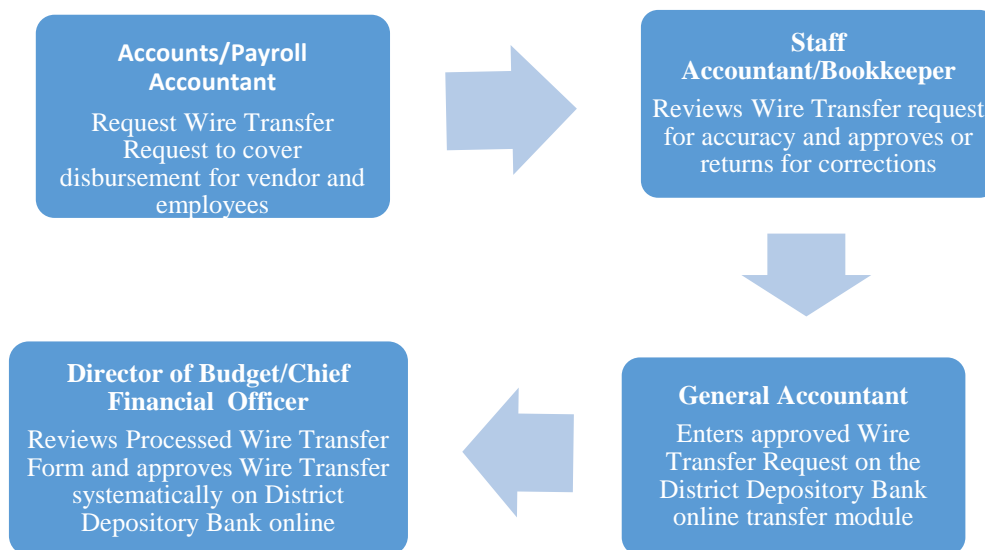 Accounts/Payroll
Accountant
Request Wire Transfer
Request to cover
disbursement for vendor and
employees
Staff
Accountant/Bookkeeper
Reviews Wire Transfer request
for accuracy and approves or
returns for corrections
General Accountant
Enters approved Wire
Transfer Request on the
District Depository Bank
online transfer module
Director of Budget/Chief
Financial Officer
Reviews Processed Wire Transfer
Form and approves Wire Transfer
systematically on District
Depository Bank online